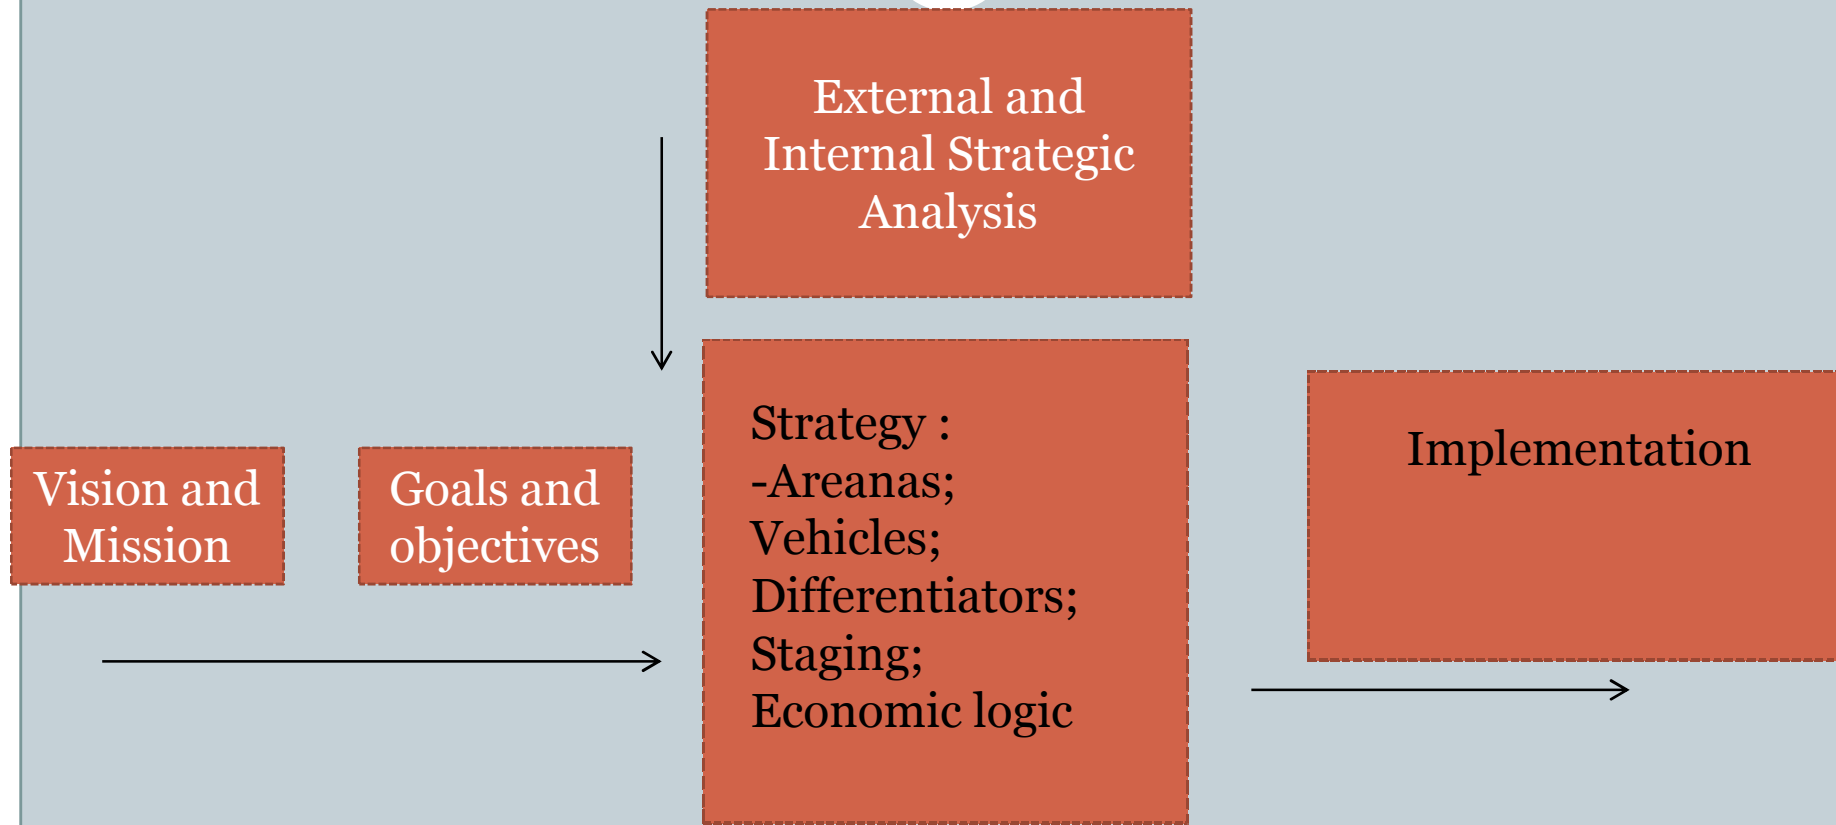 External and
Internal Strategic
Analysis
Vision and
Mission
Goals and
objectives
Strategy :
-Areanas;
Vehicles;
Differentiators;
Staging;
Economic logic
Implementation